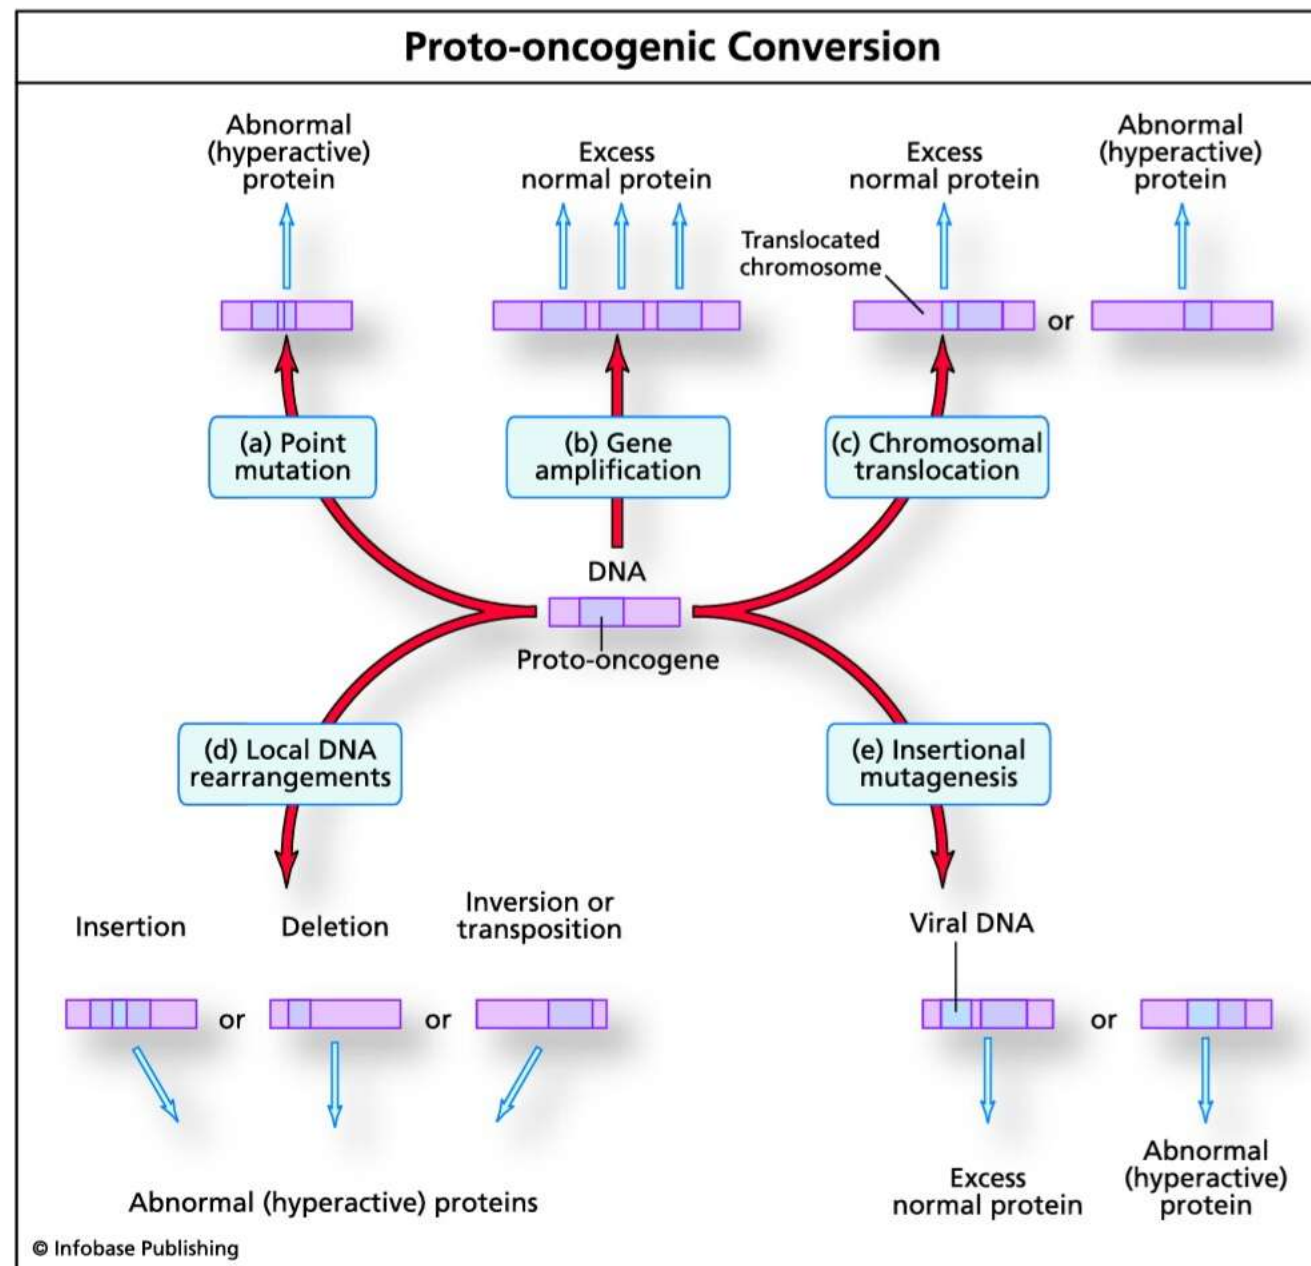 Proto-oncogenic Conversion
Abnormal
(hyperactive)
protein
Excess
normal protein
Excess
normal protein
Abnormal
(hyperactive)
protein
Translocated
chromosome
or
(a) Point
mutation
(b) Gene
amplification
(c) Chromosomal
translocation
DNA
Proto-oncogene
(d) Local DNA
rearrangements
(e) Insertional
mutagenesis
Insertion
Deletion
Inversion or
transposition
Viral DNA
or
or
or
Abnormal (hyperactive) proteins
Excess
normal protein
Abnormal
(hyperactive)
protein
© Infobase Publishing